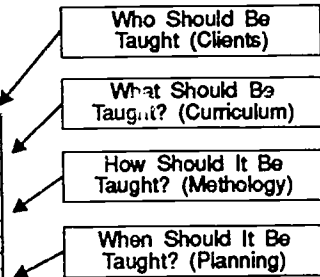 Who Should Be
Taught (Clients)
What Should Be
Taught? (Curriculum)
How Should It Be
Taught? (Methology)
When Should It Be
Taught? (Planning)